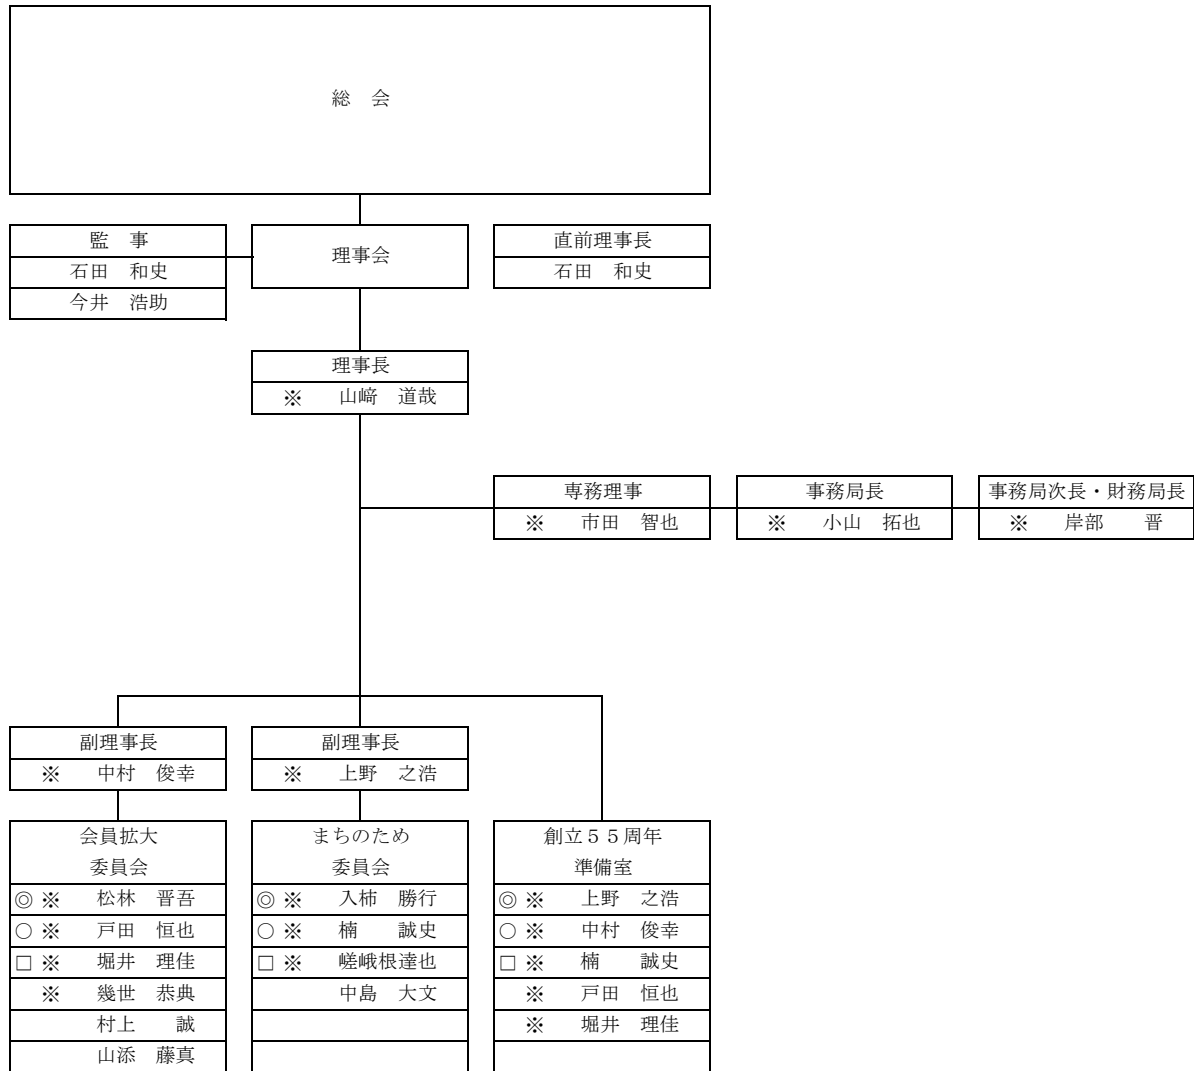 総　会
監　事
石田　和史
今井　浩助
理事会
直前理事長
石田　和史
理事長
※　山﨑　道哉
専務理事
※　市田　智也
事務局長
※　小山　拓也
事務局次長・財務局長
※　岸部　　晋
副理事長
※　中村　俊幸
副理事長
※　上野　之浩
会員拡大
委員会
◎ ※　松林　晋吾
○ ※　戸田　恒也
□ ※　堀井　理佳
※　幾世　恭典
村上　　誠
山添　藤真
まちのため
委員会
◎ ※　入柿　勝行
○ ※　楠　　誠史
□ ※　嵯峨根達也
中島　大文
創立５５周年
準備室
◎ ※　上野　之浩
○ ※　中村　俊幸
□ ※　楠　　誠史
※　戸田　恒也
※　堀井　理佳